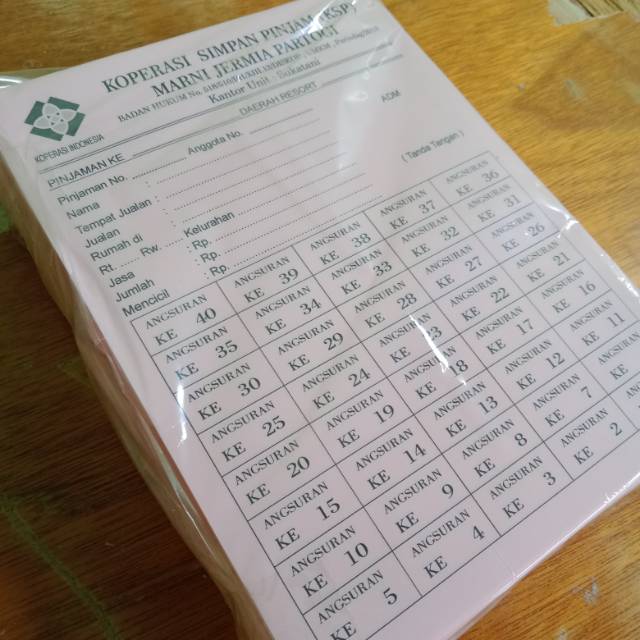 KOPERASI SIMPAN PINJAM (KSP)
MARNI JERMIA PARTOGI
BADAN HUKUM No.
Kantor Unit : Sukatani
KOPERASI INDONESIA
DAERAH RESORT
ADM
PINJAMAN KE
Pinjaman No. Anggota No.
Nama :
Tempat Jualan :
Jualan :
Rumah di :
Rt. Rw. Kelurahan
Jasa : Rp.
Jumlah : Rp.
Mencicil : Rp.
( Tanda Tangan )
ANGSURAN KE 40 ANGSURAN KE 39 ANGSURAN KE 38 ANGSURAN KE 37 ANGSURAN KE 36
ANGSURAN KE 35 ANGSURAN KE 34 ANGSURAN KE 33 ANGSURAN KE 32 ANGSURAN KE 31
ANGSURAN KE 30 ANGSURAN KE 29 ANGSURAN KE 28 ANGSURAN KE 27 ANGSURAN KE 26
ANGSURAN KE 25 ANGSURAN KE 24 ANGSURAN KE 23 ANGSURAN KE 22 ANGSURAN KE 21
ANGSURAN KE 20 ANGSURAN KE 19 ANGSURAN KE 18 ANGSURAN KE 17 ANGSURAN KE 16
ANGSURAN KE 15 ANGSURAN KE 14 ANGSURAN KE 13 ANGSURAN KE 12 ANGSURAN KE 11
ANGSURAN KE 10 ANGSURAN KE 9 ANGSURAN KE 8 ANGSURAN KE 7
ANGSURAN KE 5 ANGSURAN KE 4 ANGSURAN KE 3 ANGSURAN KE 2